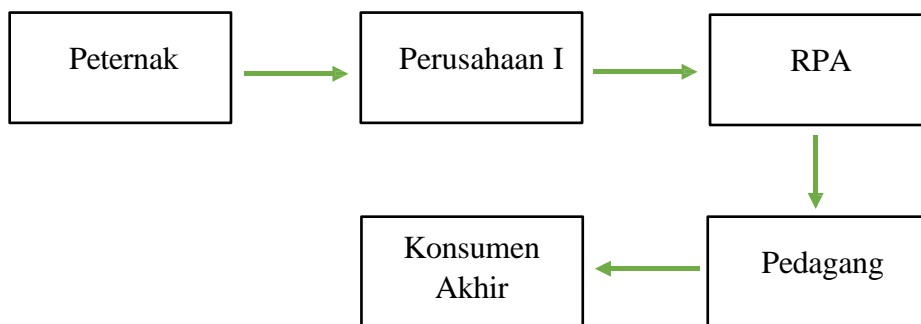 Peternak
Perusahaan I
RPA
Pedagang
Konsumen
Akhir